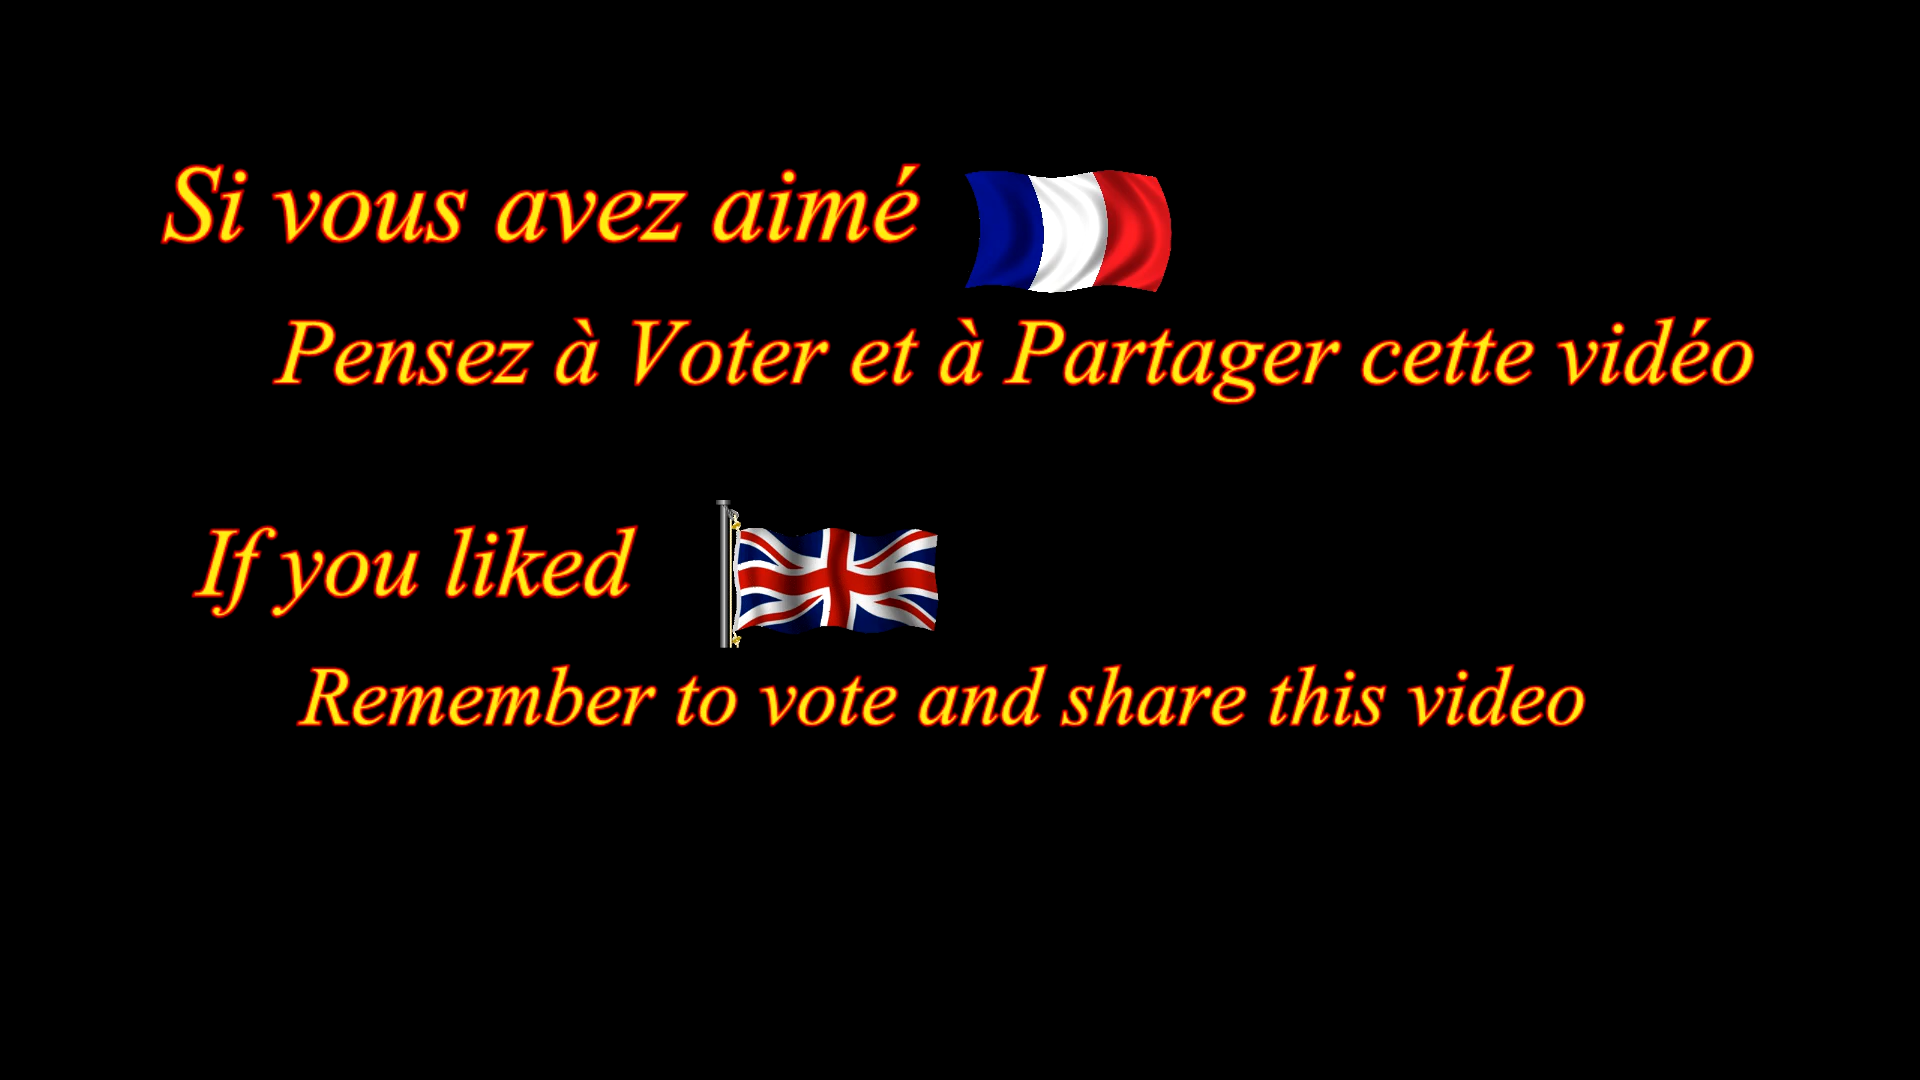 Si vous avez aimé
Pensez à Voter et à Partager cette vidéo
If you liked
Remember to vote and share this video